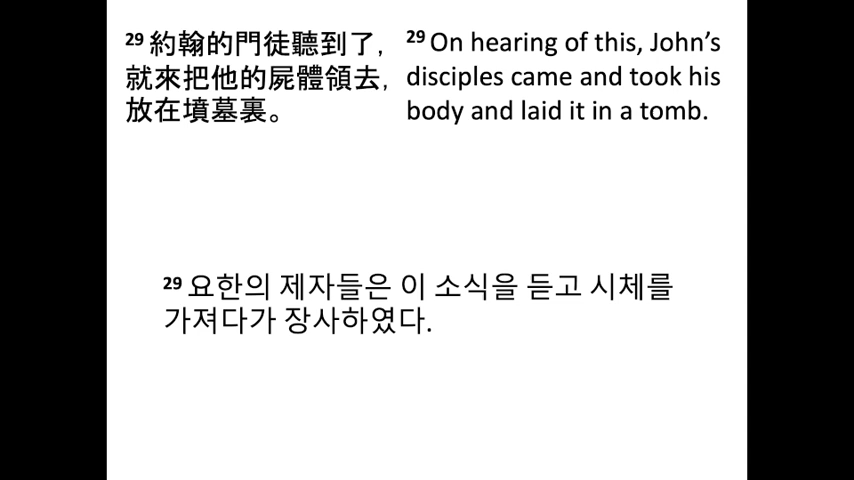 29 約翰的門徒聽到了,
就來把他的屍體領去,
放在墳墓裏。
29 On hearing of this, John’s
disciples came and took his
body and laid it in a tomb.
29 요한의 제자들은 이 소식을 듣고 시체를
가져다가 장사하였다.